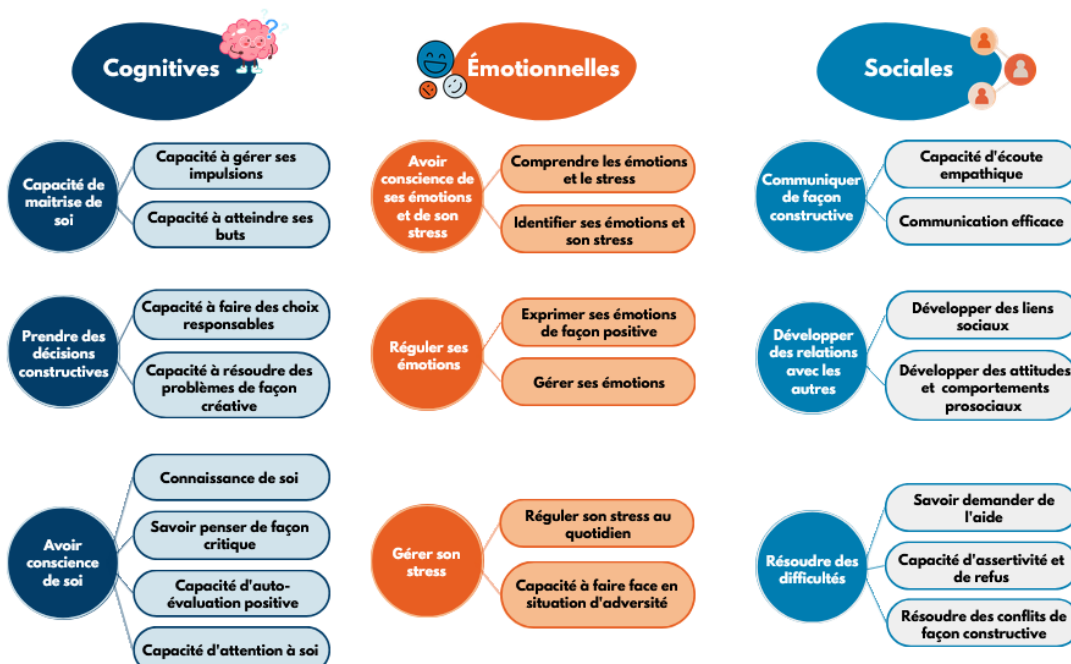 Cognitives
Capacité de
maitrise de
soi
Capacité à gérer ses
impulsions
Capacité à atteindre ses
buts
Prendre des
décisions
constructives
Capacité à faire des choix
responsables
Capacité à résoudre des
problèmes de façon
créative
Avoir
conscience
de soi
Connaissance de soi
Savoir penser de façon
critique
Capacité d'auto-
évaluation positive
Capacité d'attention à soi
Émotionnelles
Avoir
conscience de
ses émotions
et de son
stress
Comprendre les émotions
et le stress
Identifier ses émotions et
son stress
Réguler ses
émotions
Exprimer ses émotions
de façon positive
Gérer ses émotions
Gérer son
stress
Réguler son stress au
quotidien
Capacité à faire face en
situation d'adversité
Sociales
Communiquer
de façon
constructive
Capacité d'écoute
empathique
Communication efficace
Développer
des relations
avec les
autres
Développer des liens
sociaux
Développer des attitudes
et comportements
prosociaux
Résoudre des
difficultés
Savoir demander de
l'aide
Capacité d'assertivité et
de refus
Résoudre des conflits de
façon constructive